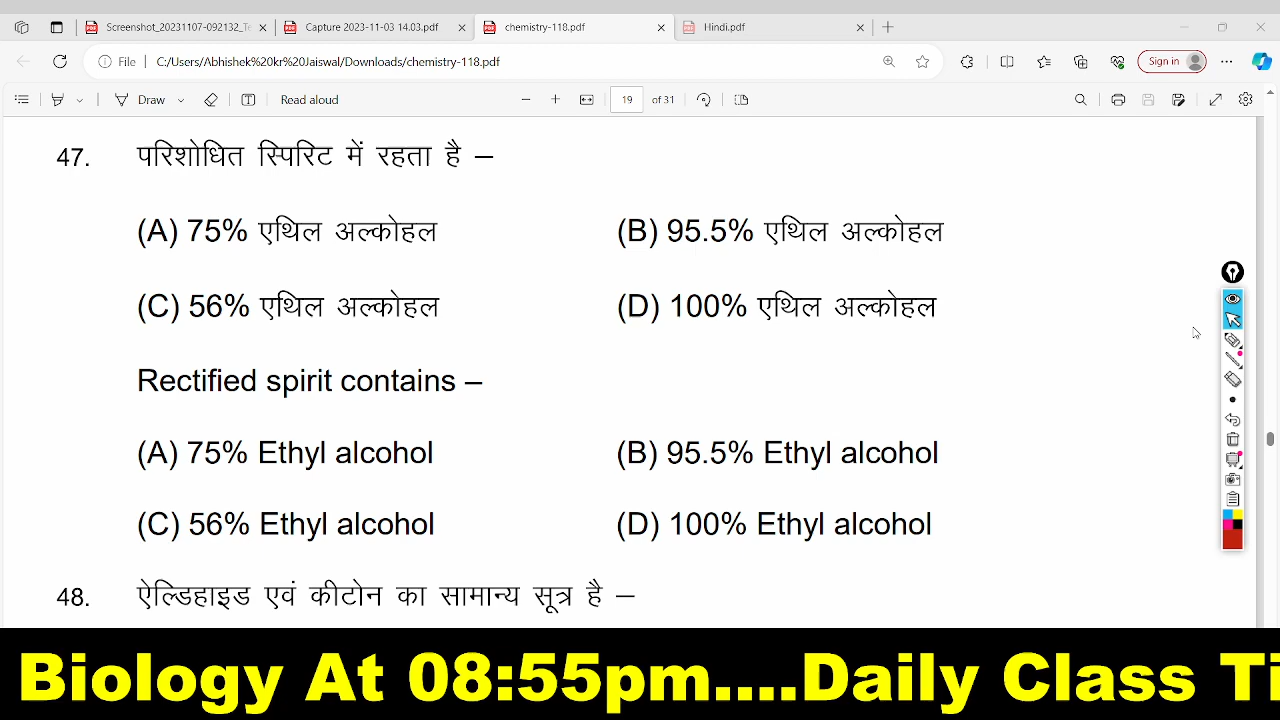 Screenshot_20231107-092132_Te
Capture 2023-11-03 14.03.pdf
chemistry-118.pdf
Hindi.pdf
File C:/Users/Abhishek%20kr%20Jaiswal/Downloads/chemistry-118.pdf
Sign in
Draw
Read aloud
19 of 31
47. परिशोधित स्पिरिट में रहता है –
(A) 75% एथिल अल्कोहल (B) 95.5% एथिल अल्कोहल
(C) 56% एथिल अल्कोहल (D) 100% एथिल अल्कोहल
Rectified spirit contains –
(A) 75% Ethyl alcohol (B) 95.5% Ethyl alcohol
(C) 56% Ethyl alcohol (D) 100% Ethyl alcohol
48. ऐल्डिहाइड एवं कीटोन का सामान्य सूत्र है –
Biology At 08:55pm....Daily Class Ti